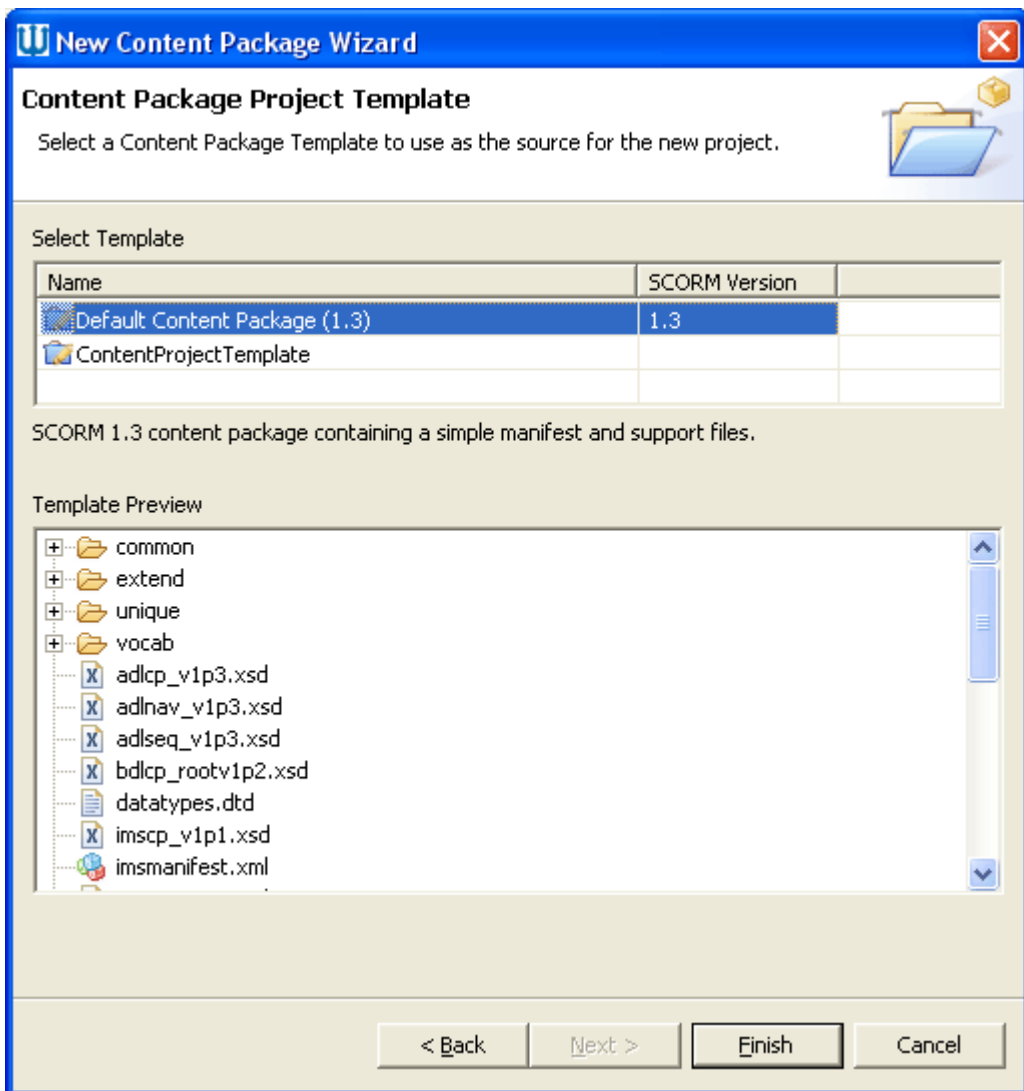 New Content Package Wizard
Content Package Project Template
Select a Content Package Template to use as the source for the new project.
Select Template
Name SCORM Version
Default Content Package (1.3) 1.3
ContentProjectTemplate
SCORM 1.3 content package containing a simple manifest and support files.
Template Preview
common
extend
unique
vocab
adlcp_v1p3.xsd
adlnav_v1p3.xsd
adlseq_v1p3.xsd
bdlcp_rootv1p2.xsd
datatypes.dtd
imscp_v1p1.xsd
imsmanifest.xml
< Back Next > Finish Cancel